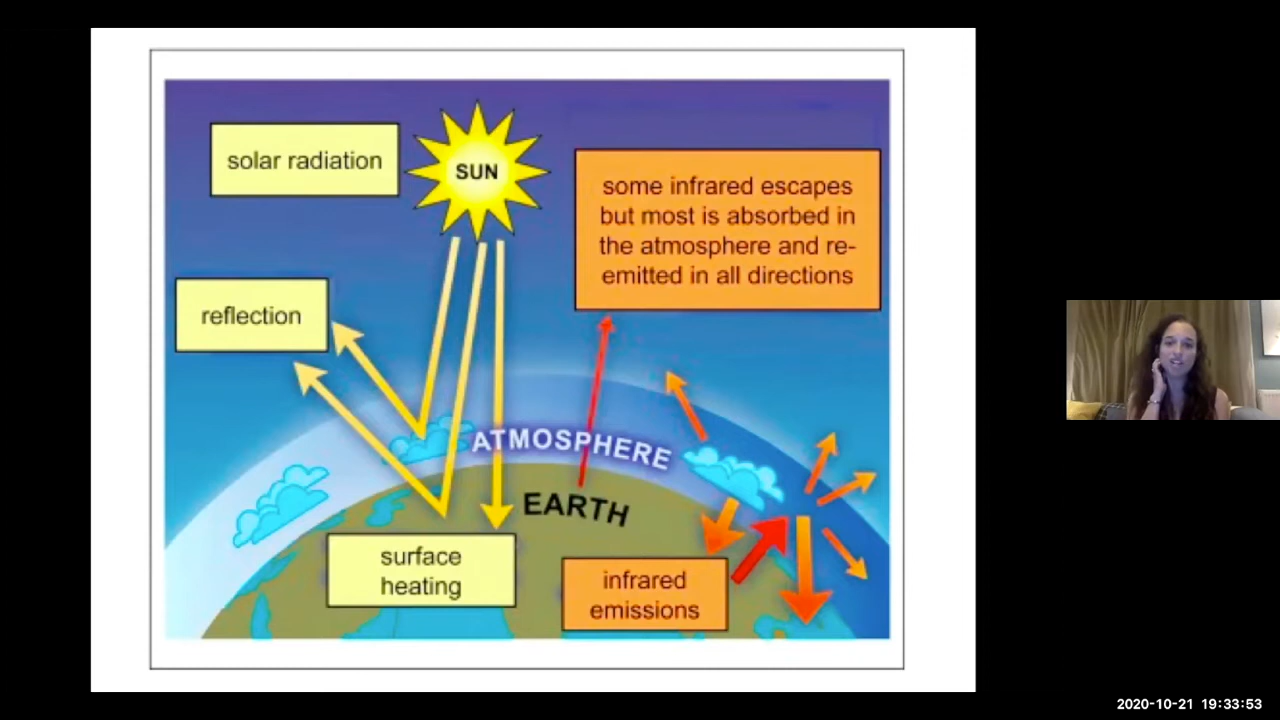 solar radiation
SUN
some infrared escapes
but most is absorbed in
the atmosphere and re-
emitted in all directions
reflection
ATMOSPHERE
EARTH
surface
heating
infrared
emissions
2020-10-21 19:33:53